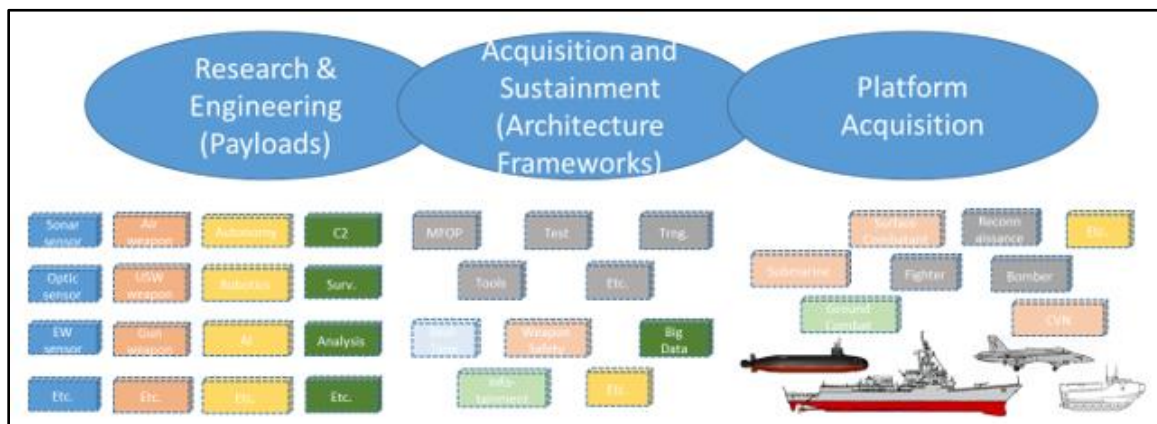 Research &
Engineering
(Payloads)
Acquisition and
Sustainment
(Architecture
Frameworks)
Platform
Acquisition
Sonar
sensor
Air
weapon
Autonomy
C2
Optic
sensor
USW
weapon
Robotics
Surv.
EW
sensor
Gun
weapon
AI
Analysis
Etc.
Etc.
Etc.
Etc.
MFOP
Test
Trng.
Tools
Etc.
Weapon
Safety
Big
Data
Info-
tainment
Etc.
Surface
Combatant
Reconn
aissance
Etc.
Submarine
Fighter
Bomber
Ground
Combat
CVN